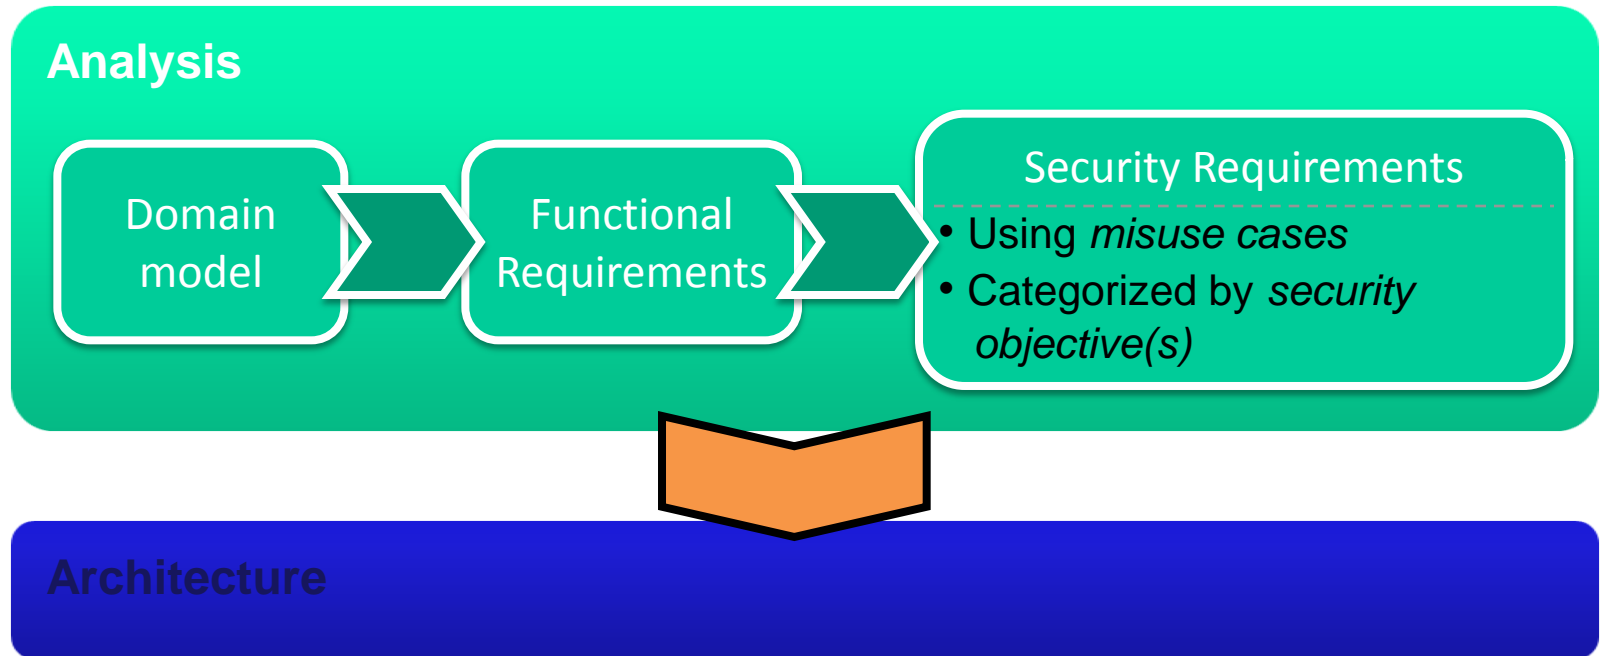 Analysis
Domain
model
Functional
Requirements
Security Requirements
• Using misuse cases
• Categorized by security
objective(s)
Architecture